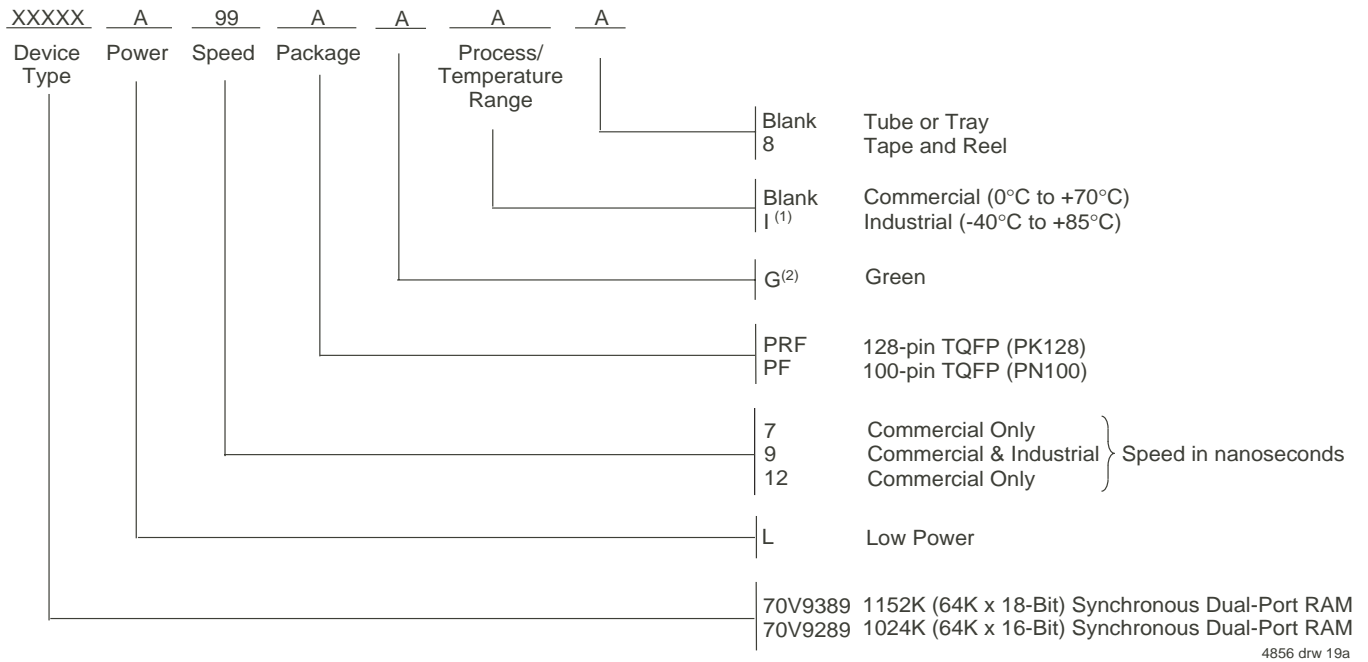 XXXXX A 99 A A A A
Device Type Power Speed Package Process/ Temperature Range
Blank Tube or Tray
8 Tape and Reel
Blank Commercial (0°C to +70°C)
I (1) Industrial (-40°C to +85°C)
G(2) Green
PRF 128-pin TQFP (PK128)
PF 100-pin TQFP (PN100)
7 Commercial Only
9 Commercial & Industrial Speed in nanoseconds
12 Commercial Only
L Low Power
70V9389 1152K (64K x 18-Bit) Synchronous Dual-Port RAM
70V9289 1024K (64K x 16-Bit) Synchronous Dual-Port RAM
4856 drw 19a